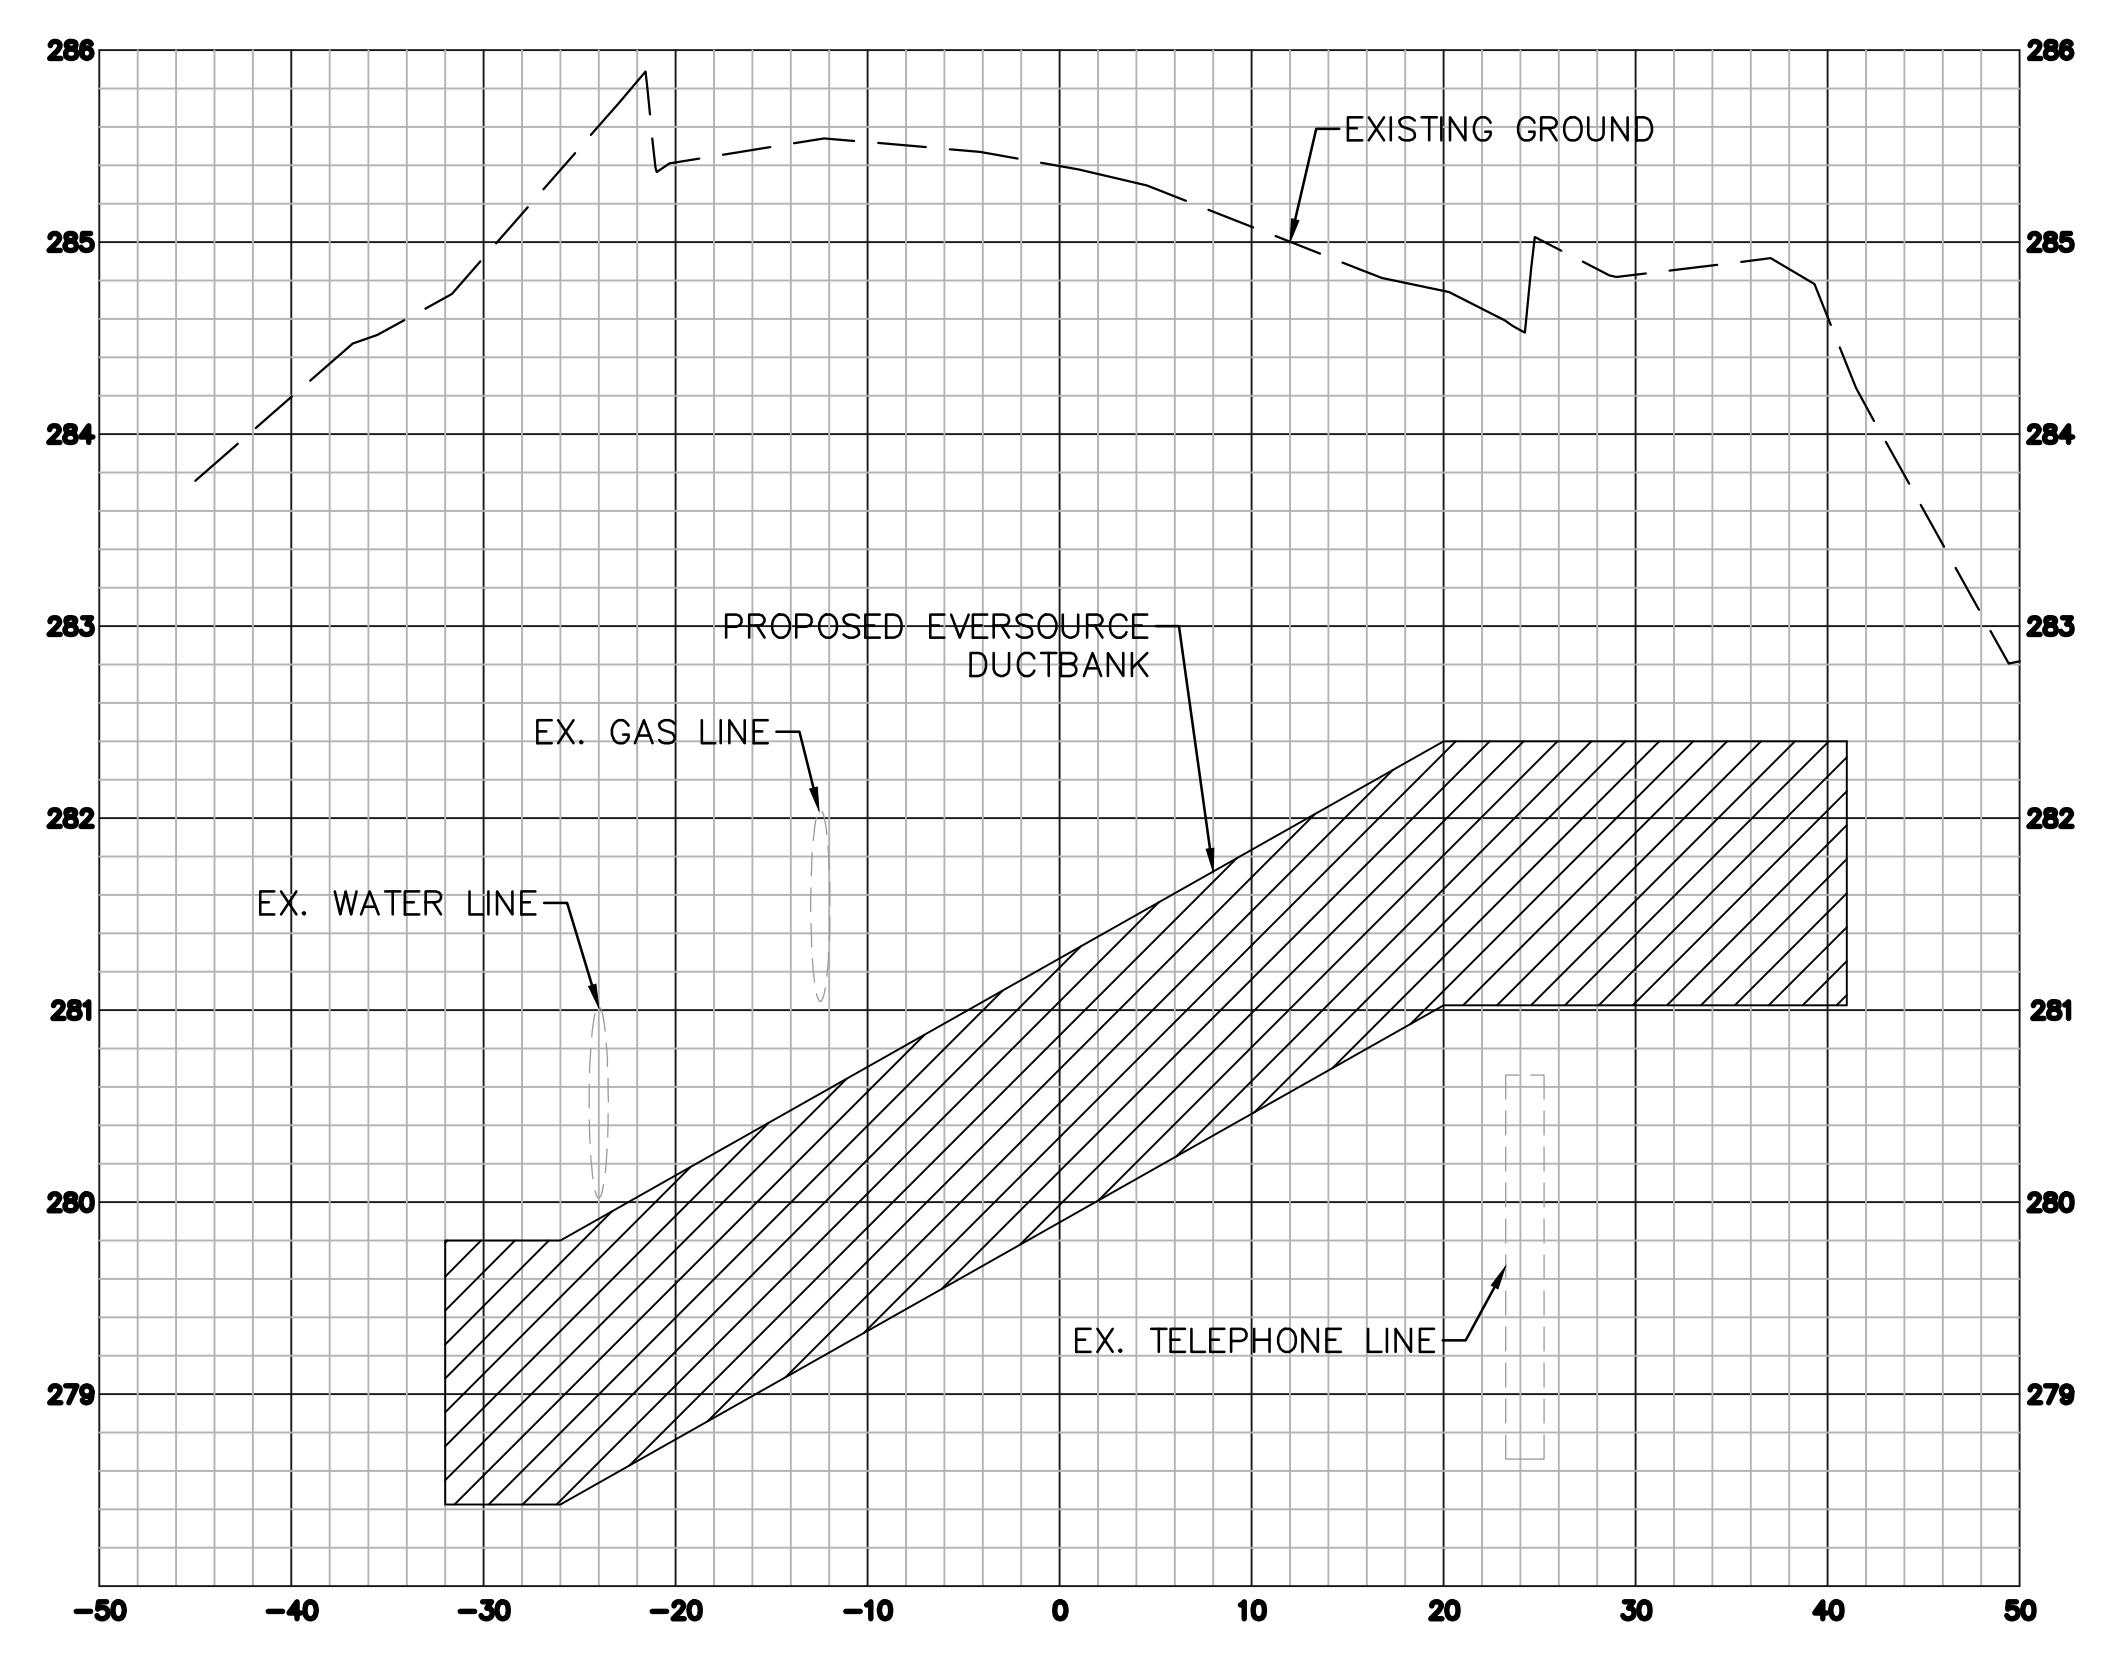 286 286
EXISTING GROUND
285 285
284 284
283 PROPOSED EVERSOURCE 283
DUCTBANK
EX. GAS LINE
282 282
EX. WATER LINE
281 281
280 280
EX. TELEPHONE LINE
279 279
-50 -40 -30 -20 -10 0 10 20 30 40 50